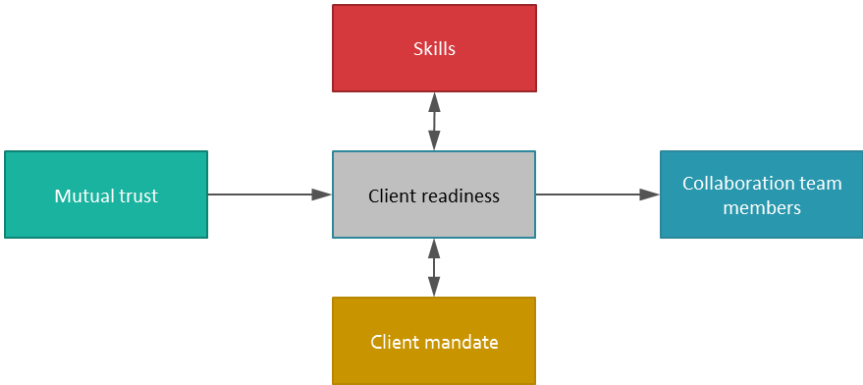 Skills
Mutual trust
Client readiness
Collaboration team
members
Client mandate